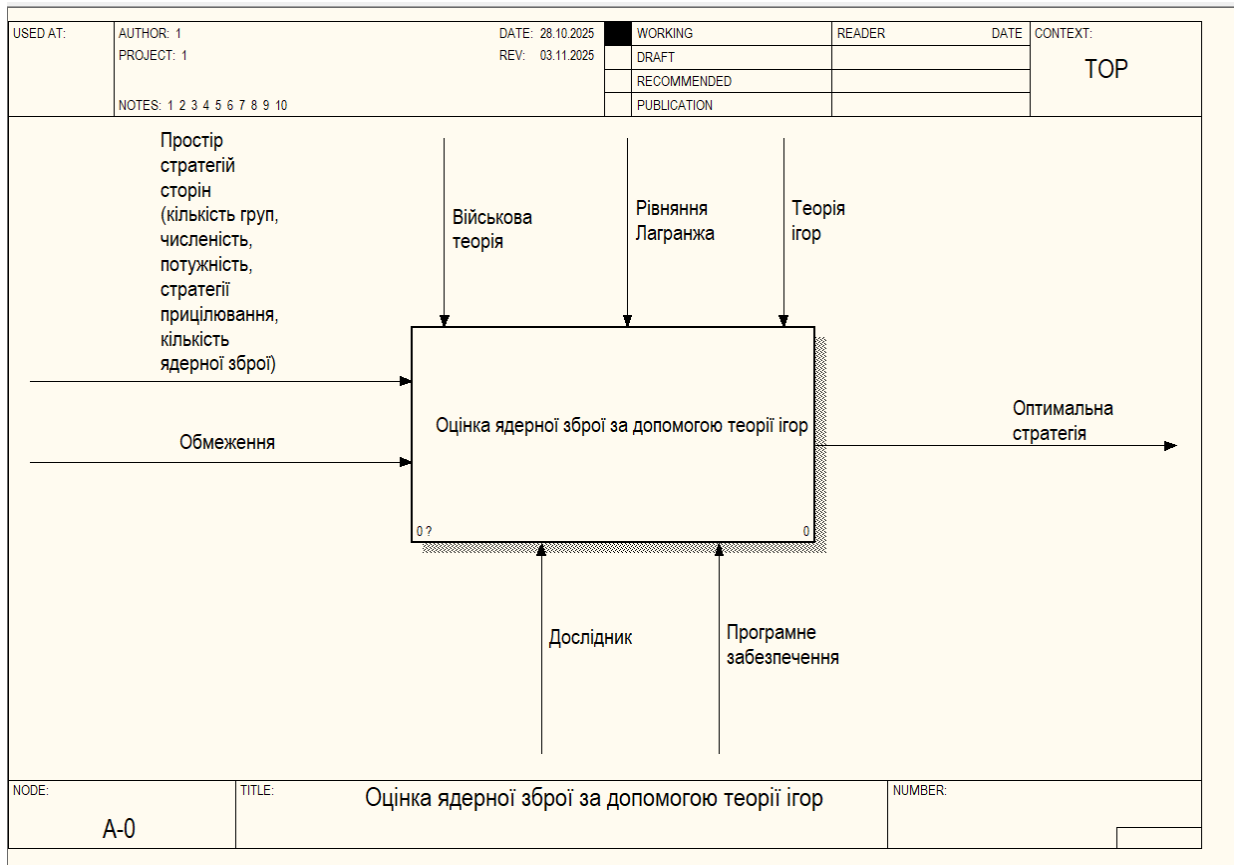 USED AT:
AUTHOR: 1
DATE: 28.10.2025
WORKING
READER
DATE
CONTEXT:
PROJECT: 1
REV: 03.11.2025
DRAFT
TOP
RECOMMENDED
NOTES: 1 2 3 4 5 6 7 8 9 10
PUBLICATION
Простір
стратегій
сторін
(кількість груп,
численість,
потужність,
стратегії
прицілювання,
кількість
ядерної зброї)
Військова
теорія
Рівняння
Лагранжа
Теорія
ігор
Обмеження
Оцінка ядерної зброї за допомогою теорії ігор
0 ?
0
Оптимальна
стратегія
Дослідник
Програмне
забезпечення
NODE:
A-0
TITLE:
Оцінка ядерної зброї за допомогою теорії ігор
NUMBER: